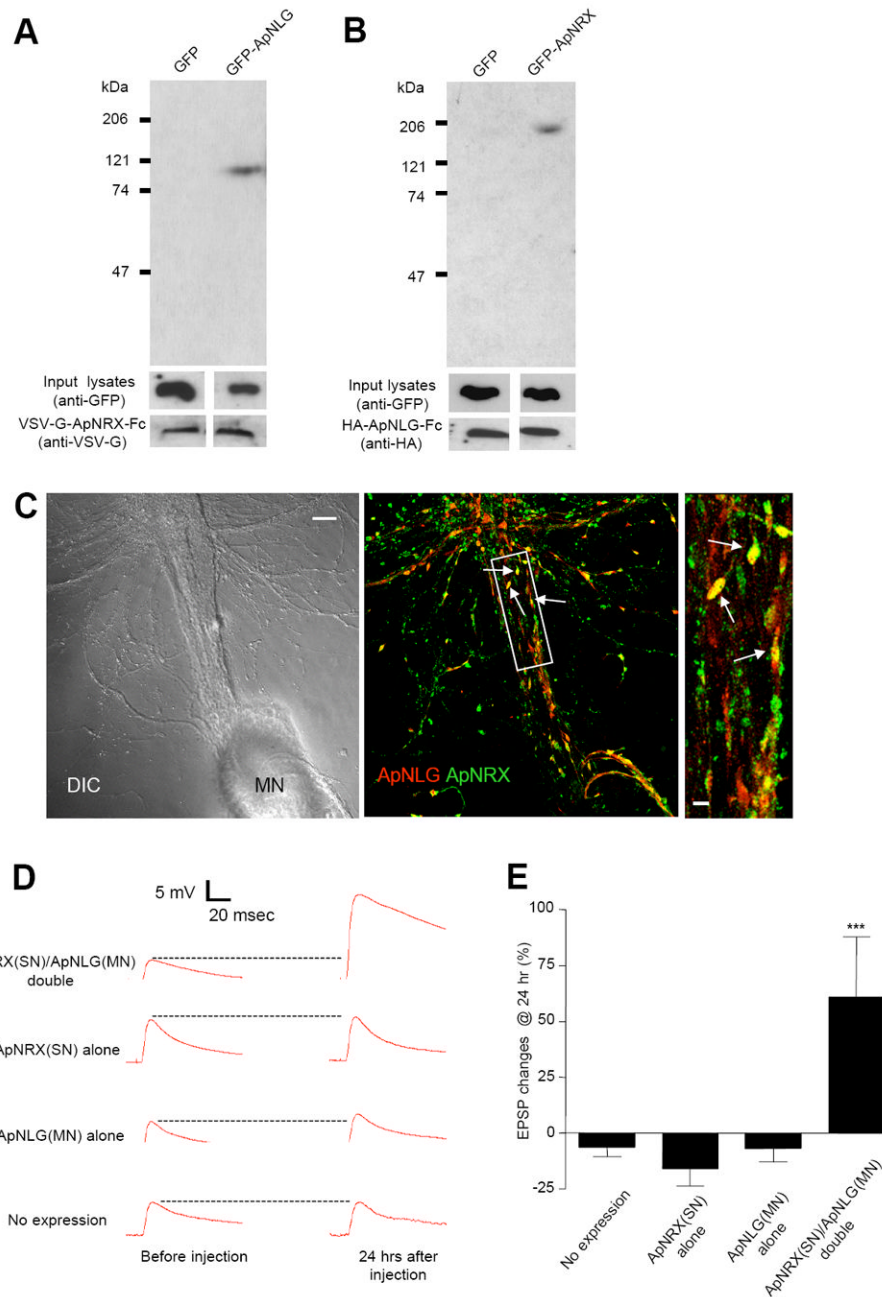 A
GFP
GFP-ApNLG
kDa
206
121
74
47
Input lysates
(anti-GFP)
VSV-G-ApNRX-Fc
(anti-VSV-G)
B
GFP
GFP-ApNRX
kDa
206
121
74
47
Input lysates
(anti-GFP)
HA-ApNLG-Fc
(anti-HA)
C
DIC
MN
ApNLG ApNRX
D
5 mV
20 msec
RX(SN)/ApNLG(MN)
double
ApNRX(SN) alone
ApNLG(MN) alone
No expression
Before injection
24 hrs after
injection
E
EPSP changes @ 24 hr (%)
100
75
50
25
0
-25
***
No expression
ApNRX(SN)
alone
ApNLG(MN)
alone
ApNRX(SN)/ApNLG(MN)
double